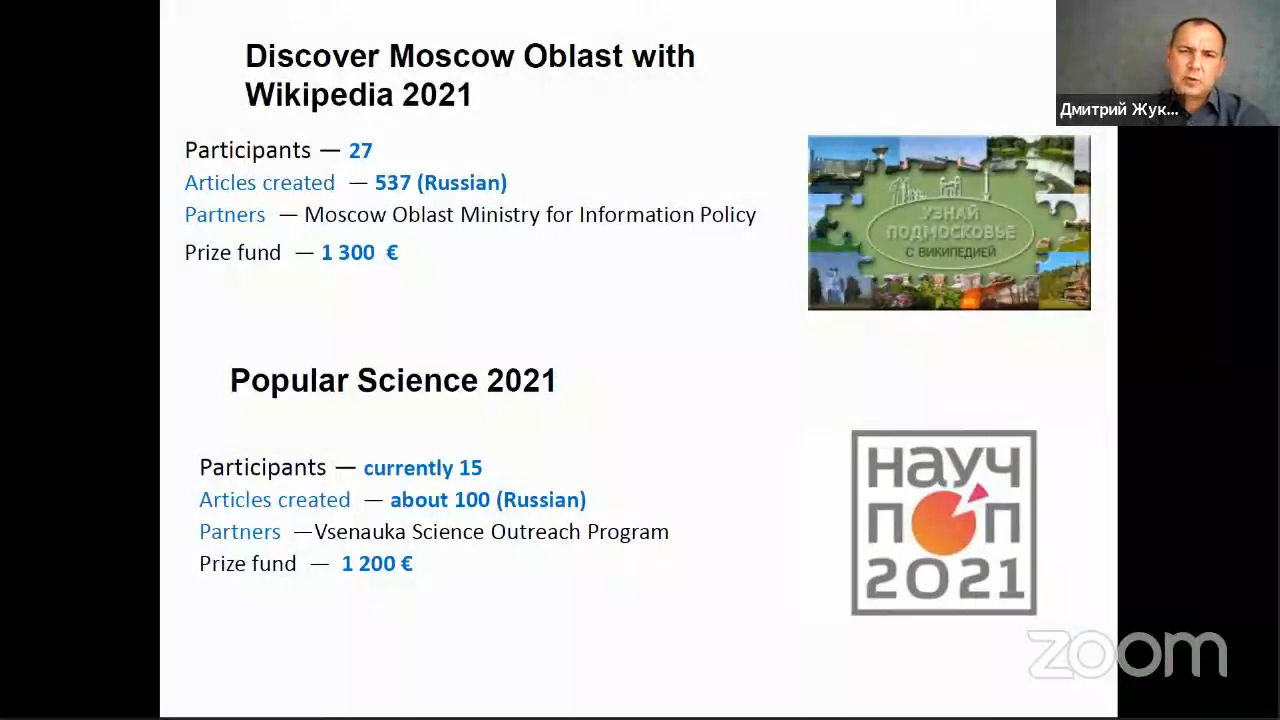 Discover Moscow Oblast with
Wikipedia 2021
Дмитрий Жук...
Participants — 27
Articles created — 537 (Russian)
Partners — Moscow Oblast Ministry for Information Policy
Prize fund — 1 300 €
УЗНАЙ
ПОДМОСКОВЬЕ
С ВИКИПЕДИЕЙ
Popular Science 2021
Participants — currently 15
Articles created — about 100 (Russian)
Partners —Vsenauka Science Outreach Program
Prize fund — 1 200 €
НАУЧ
ПОП
2021
zoom